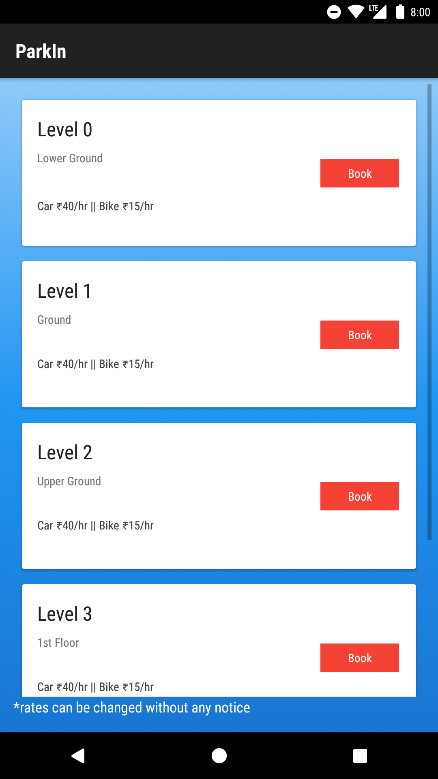 LTE 8:00
ParkIn
Level 0
Lower Ground
Book
Car ₹40/hr || Bike ₹15/hr
Level 1
Ground
Book
Car ₹40/hr || Bike ₹15/hr
Level 2
Upper Ground
Book
Car ₹40/hr || Bike ₹15/hr
Level 3
1st Floor
Book
Car ₹40/hr || Bike ₹15/hr
*rates can be changed without any notice